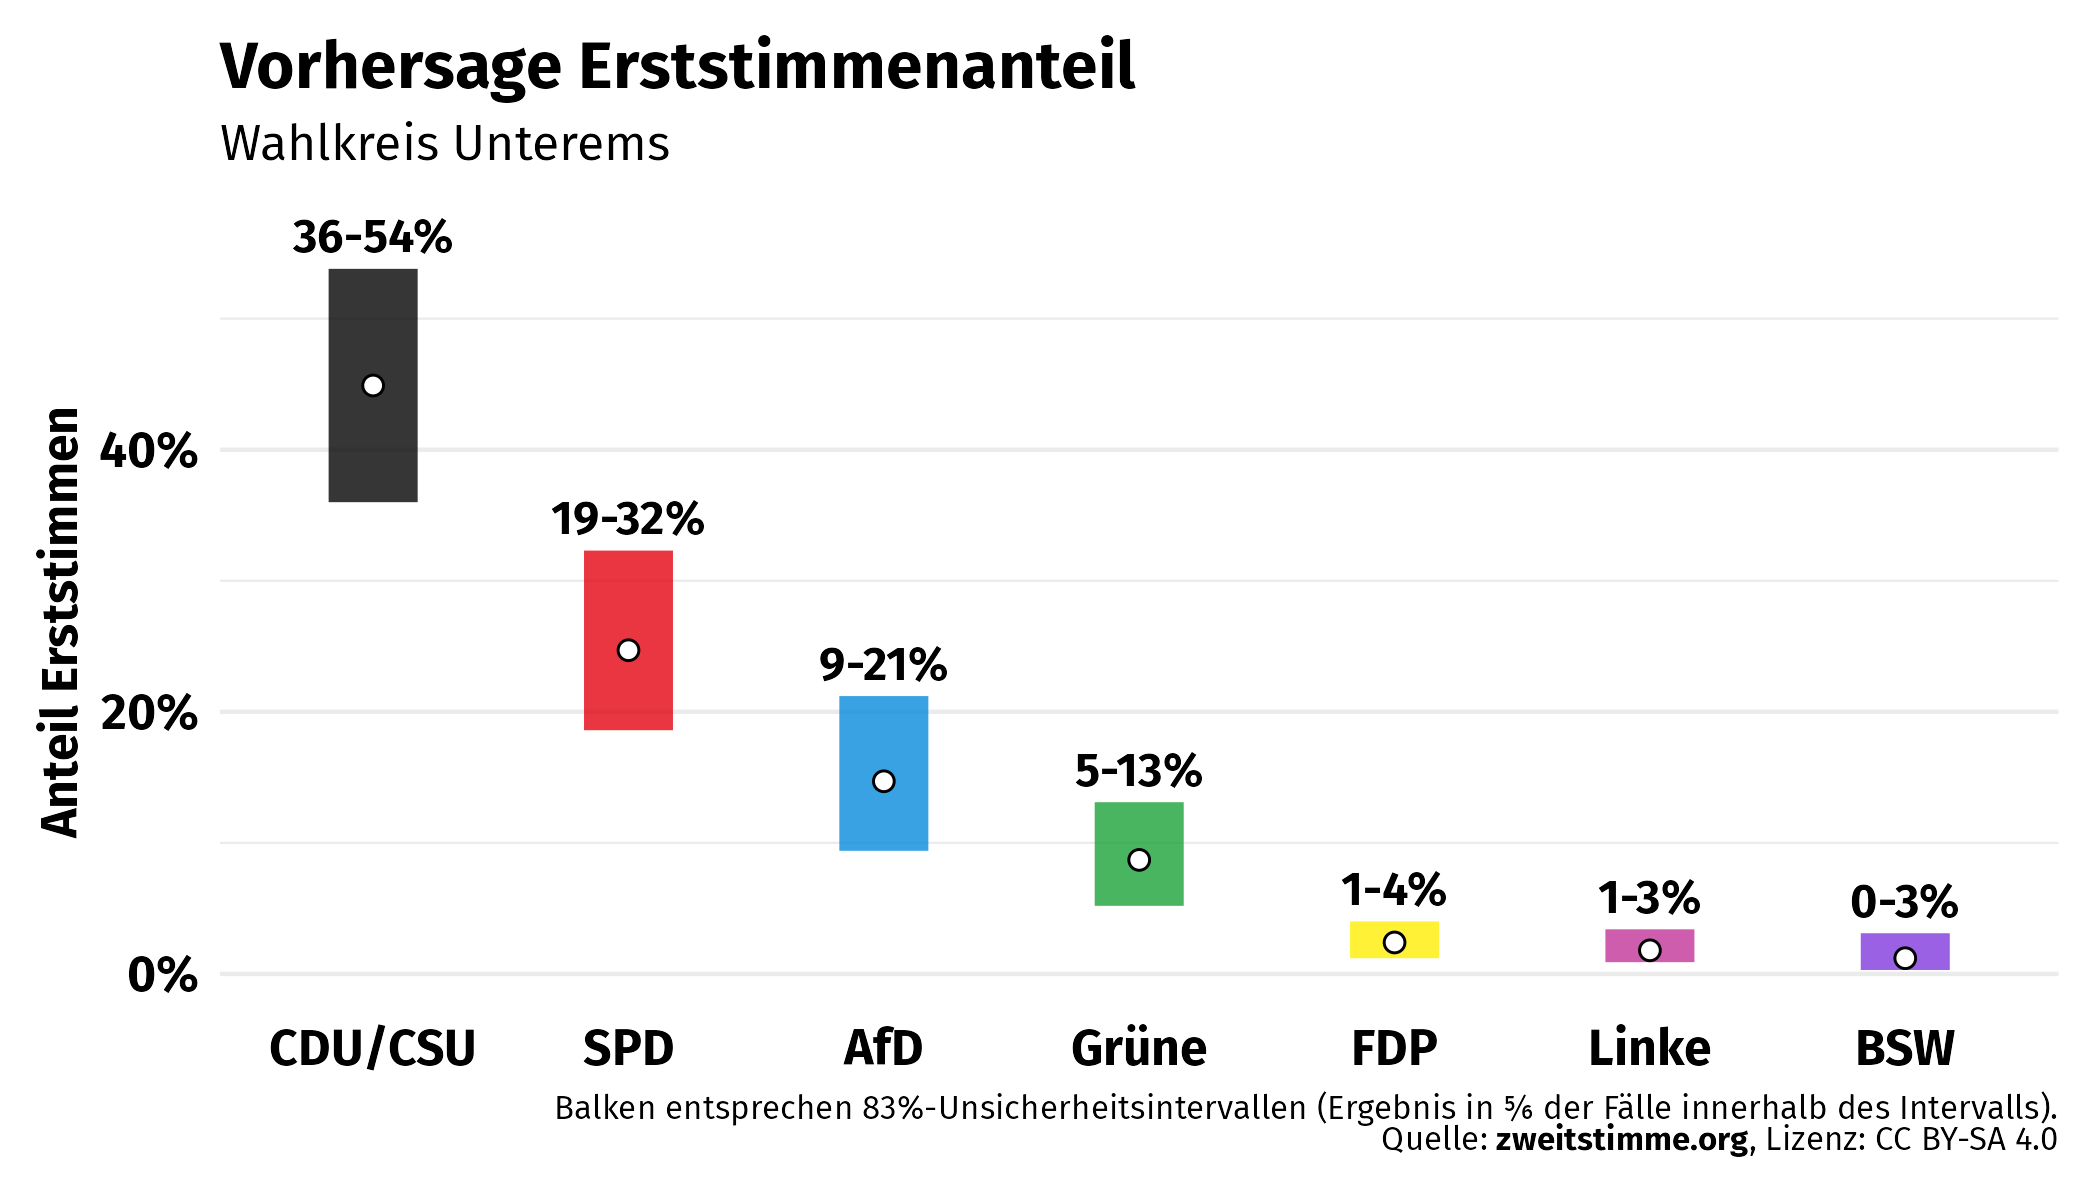 Vorhersage Erststimmenanteil
Wahlkreis Unterems
Anteil Erststimmen
40%
20%
0%
36-54%
19-32%
9-21%
5-13%
1-4%
1-3%
0-3%
CDU/CSU
SPD
AfD
Grüne
FDP
Linke
BSW
Balken entsprechen 83%-Unsicherheitsintervallen (Ergebnis in ⅚ der Fälle innerhalb des Intervalls).
Quelle: zweitstimme.org, Lizenz: CC BY-SA 4.0